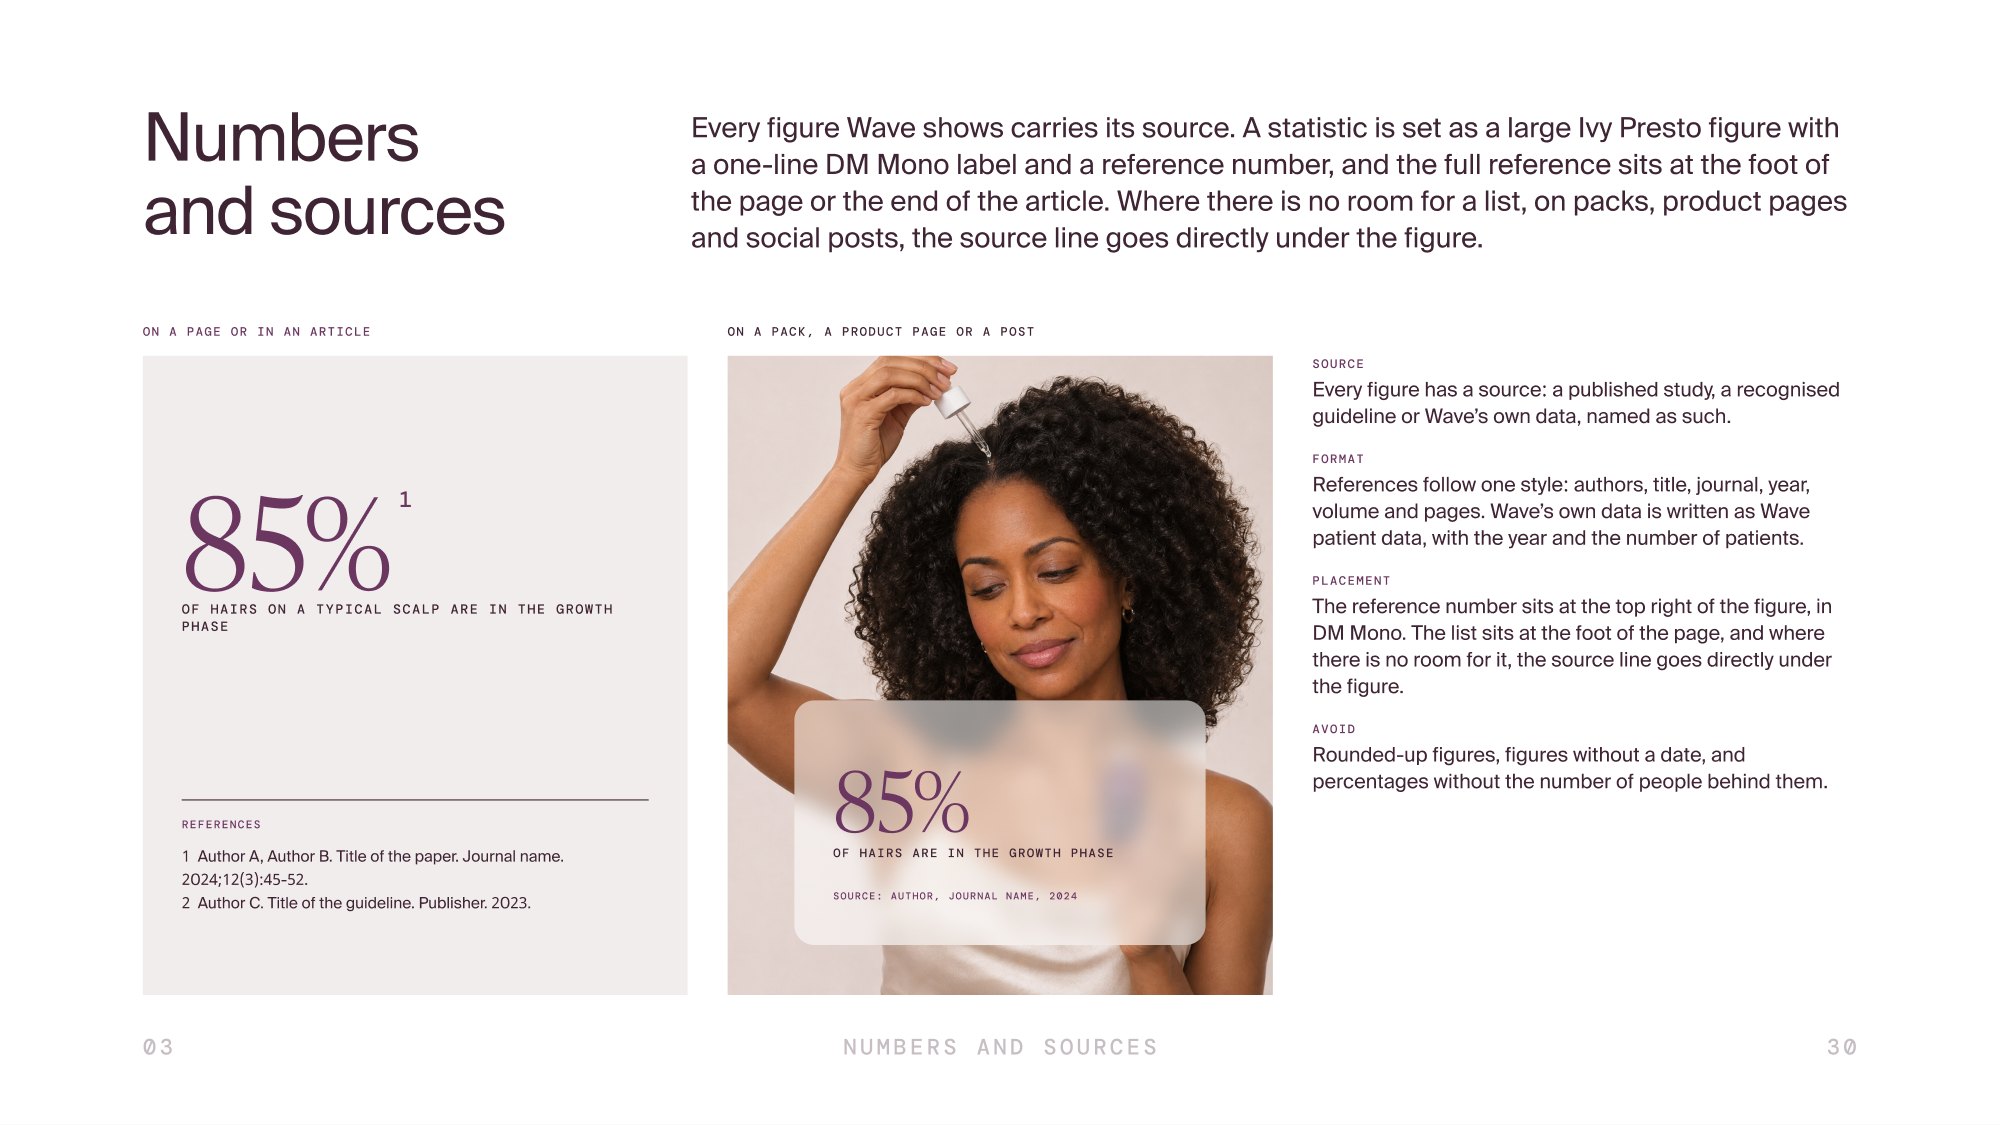 Numbers
and sources
Every figure Wave shows carries its source. A statistic is set as a large Ivy Presto figure with
a one-line DM Mono label and a reference number, and the full reference sits at the foot of
the page or the end of the article. Where there is no room for a list, on packs, product pages
and social posts, the source line goes directly under the figure.
ON A PAGE OR IN AN ARTICLE
85% 1
OF HAIRS ON A TYPICAL SCALP ARE IN THE GROWTH
PHASE
REFERENCES
1 Author A, Author B. Title of the paper. Journal name.
2024;12(3):45-52.
2 Author C. Title of the guideline. Publisher. 2023.
ON A PACK, A PRODUCT PAGE OR A POST
85%
OF HAIRS ARE IN THE GROWTH PHASE
SOURCE: AUTHOR, JOURNAL NAME, 2024
SOURCE
Every figure has a source: a published study, a recognised
guideline or Wave’s own data, named as such.
FORMAT
References follow one style: authors, title, journal, year,
volume and pages. Wave’s own data is written as Wave
patient data, with the year and the number of patients.
PLACEMENT
The reference number sits at the top right of the figure, in
DM Mono. The list sits at the foot of the page, and where
there is no room for it, the source line goes directly under
the figure.
AVOID
Rounded-up figures, figures without a date, and
percentages without the number of people behind them.
03
NUMBERS AND SOURCES
30